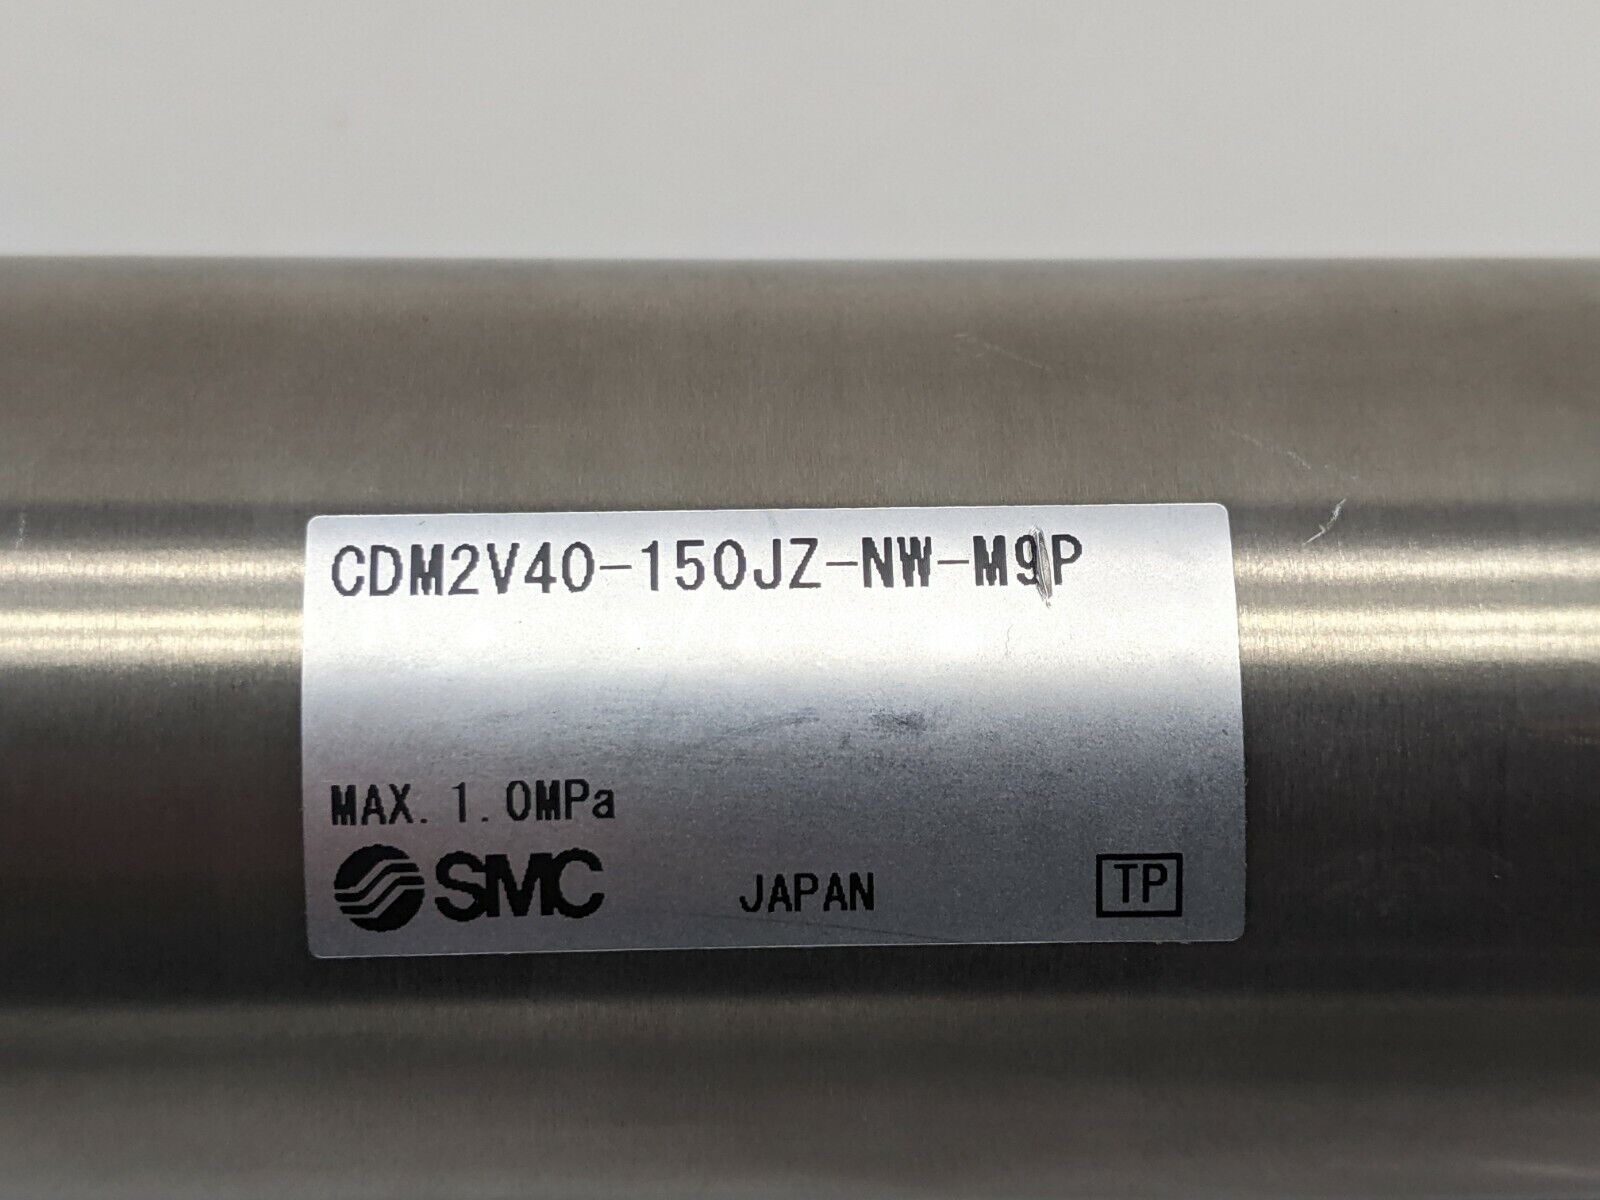 CDM2V40-150JZ-NW-M9P
MAX. 1.0MPa
SMC JAPAN TP